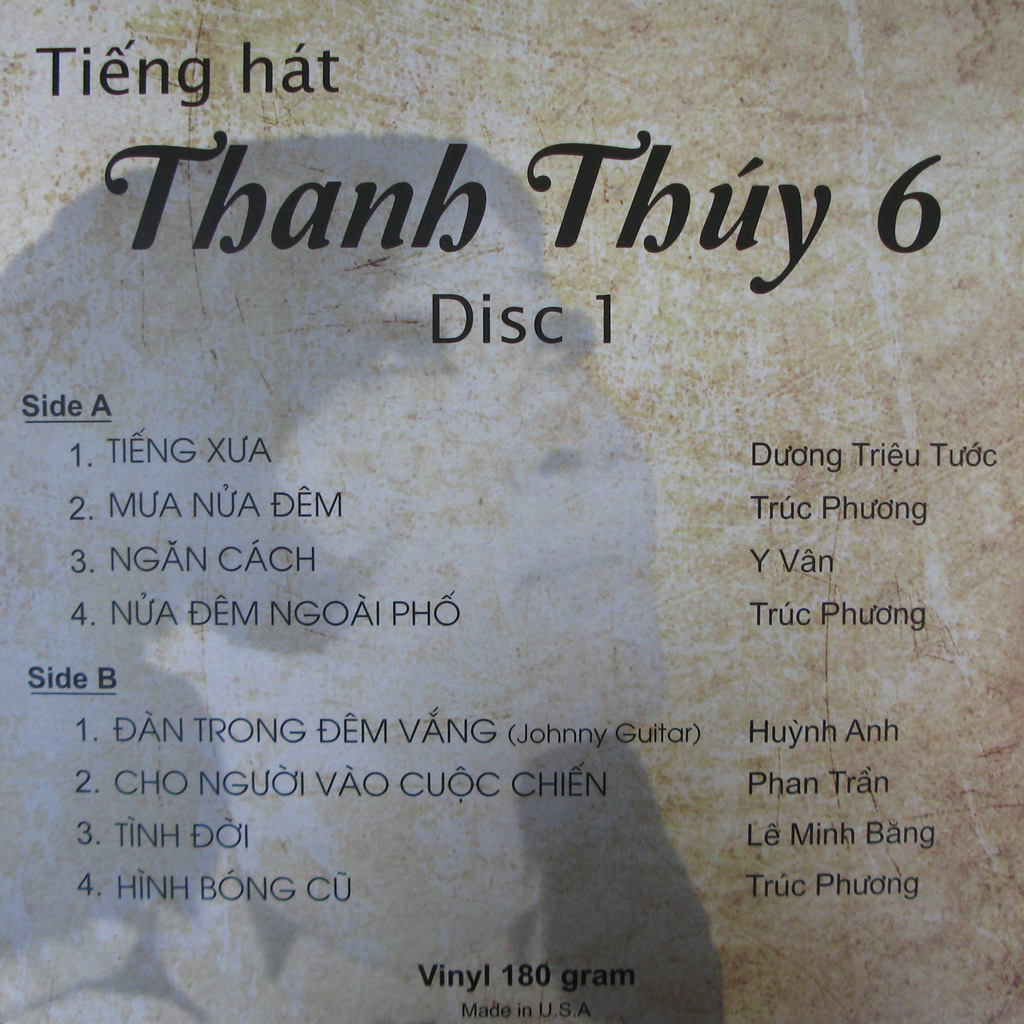 Tiếng hát
Thanh Thúy 6
Disc 1
Side A
1. TIẾNG XƯA Dương Triệu Tước
2. MƯA NỬA ĐÊM Trúc Phương
3. NGĂN CÁCH Y Vân
4. NỬA ĐÊM NGOÀI PHỐ Trúc Phương
Side B
1. ĐÀN TRONG ĐÊM VẮNG (Johnny Guitar) Huỳnh Anh
2. CHO NGƯỜI VÀO CUỘC CHIẾN Phan Trần
3. TÌNH ĐỜI Lê Minh Băng
4. HÌNH BÓNG CŨ Trúc Phương
Vinyl 180 gram
Made in U.S.A